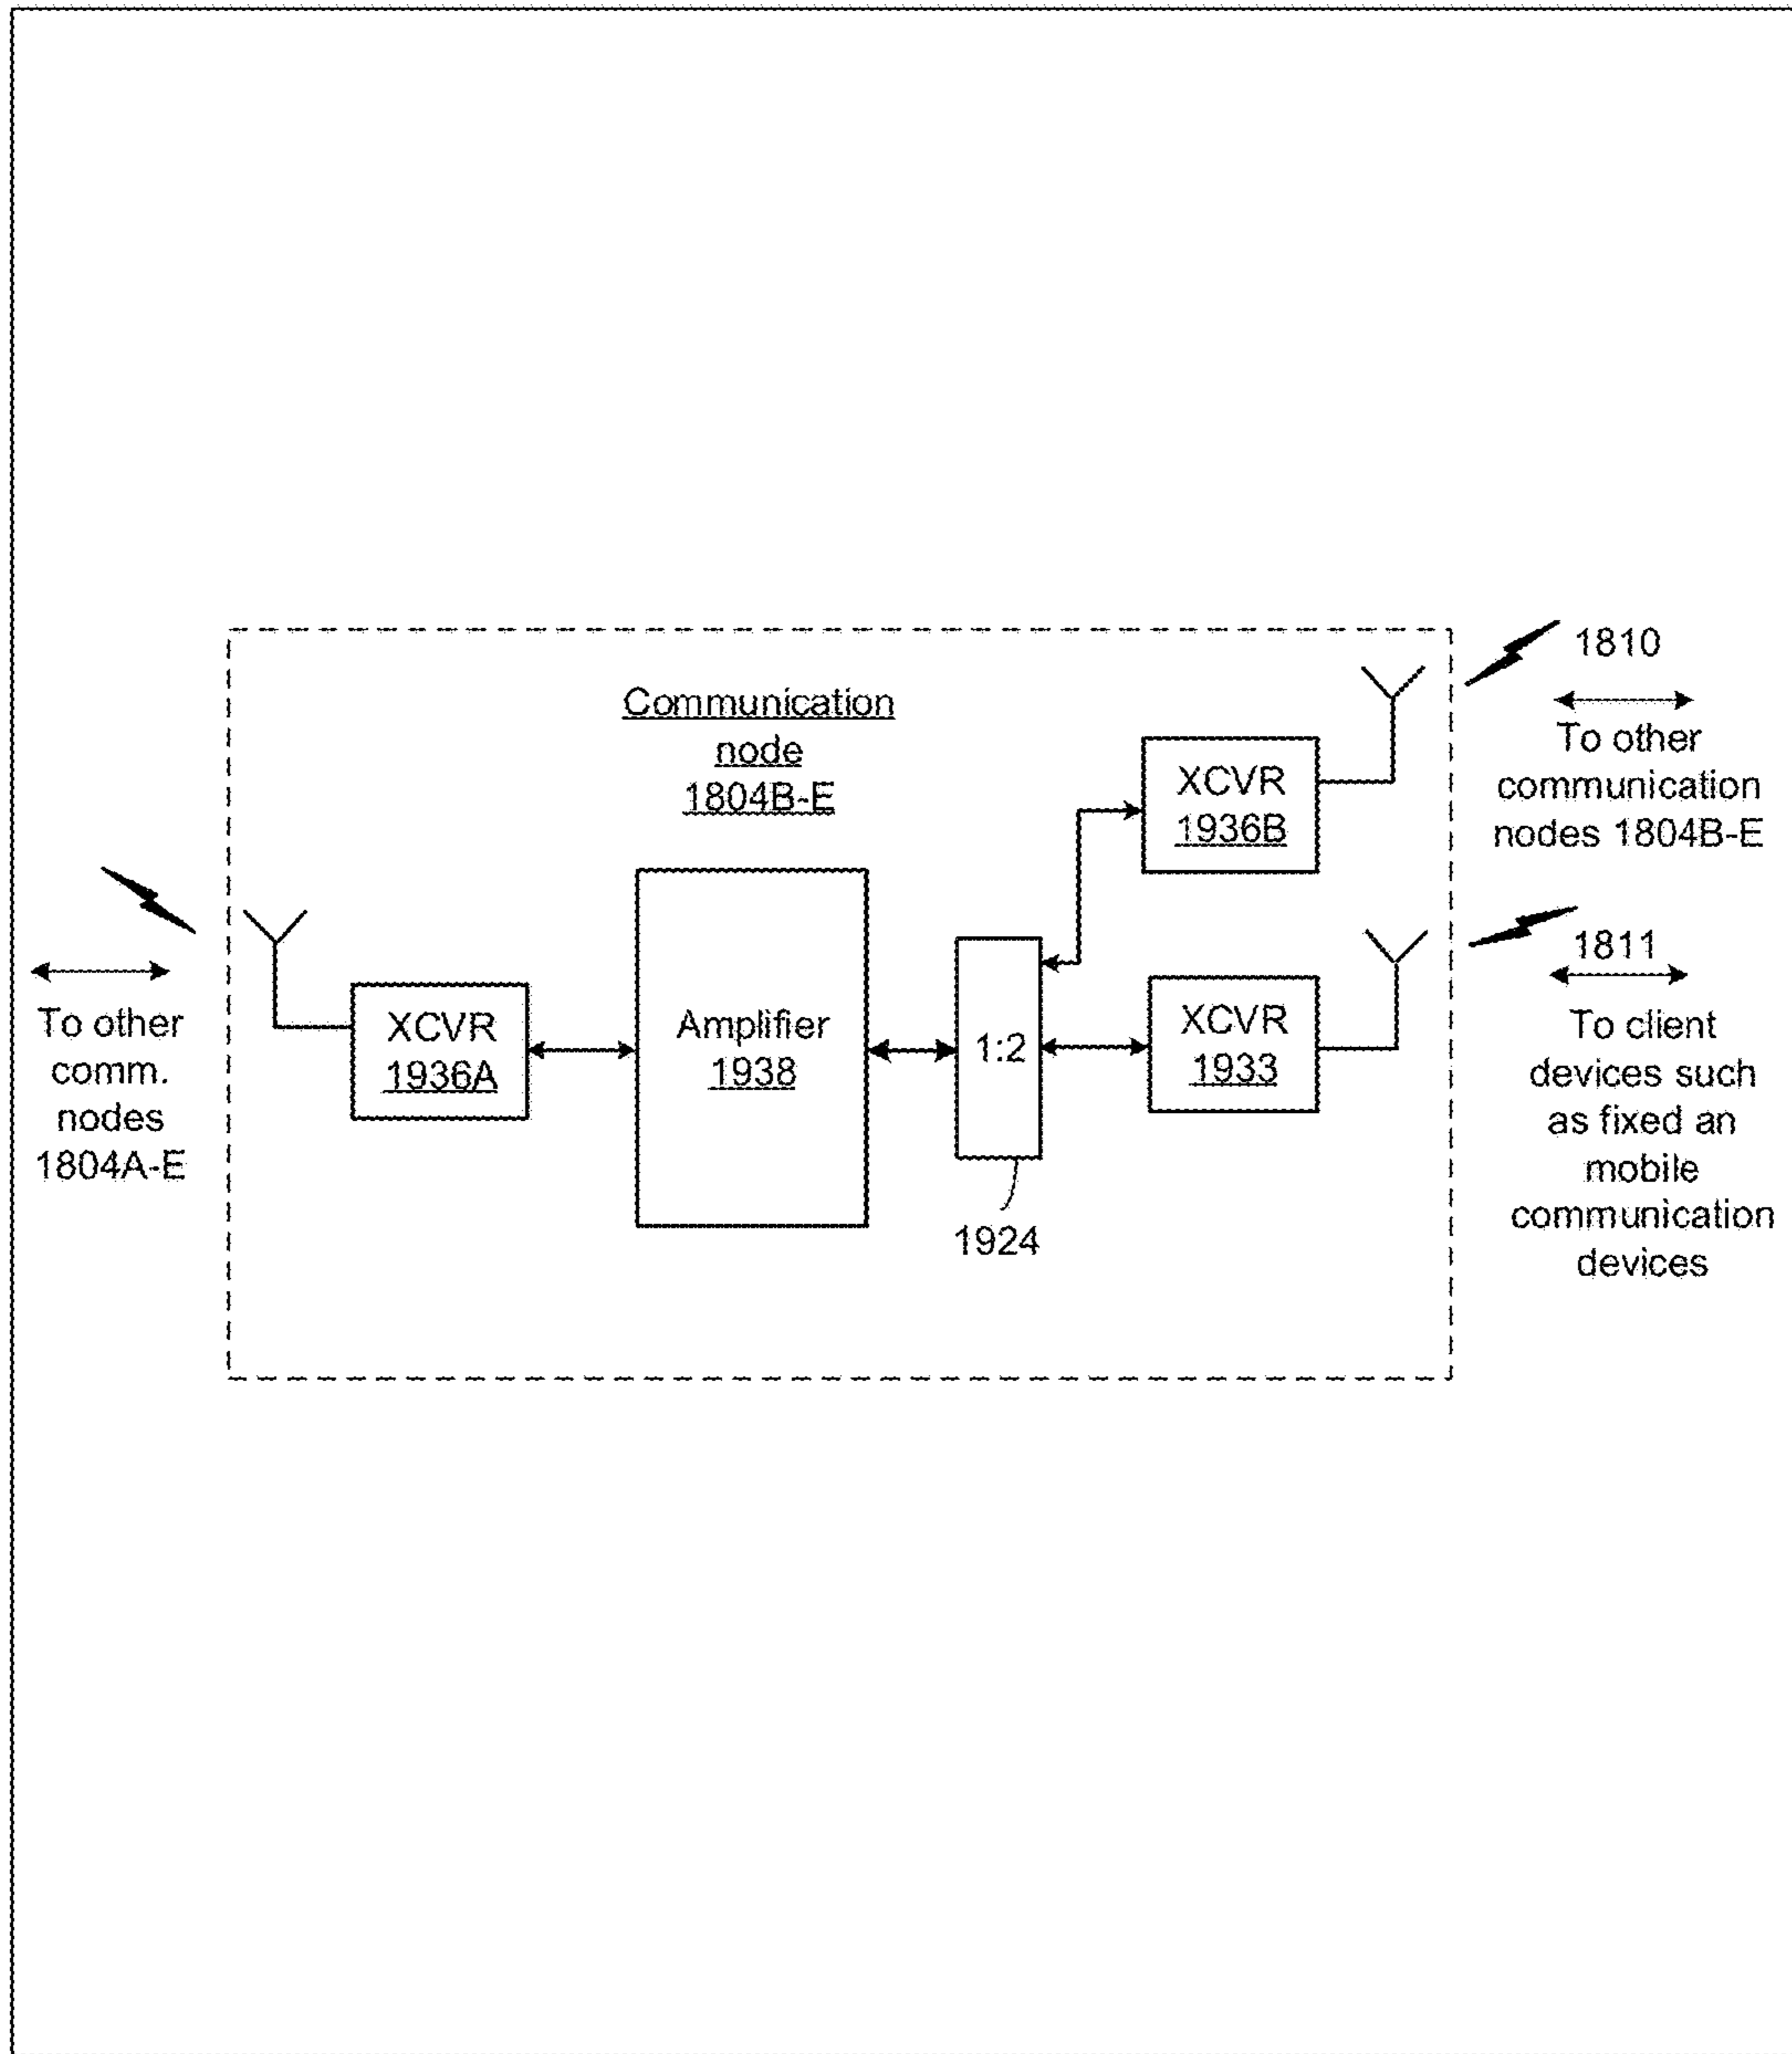 Communication
node
1804B-E
1810
To other
communication
nodes 1804B-E
XCVR
1936B
1811
To client
devices such
as fixed an
mobile
communication
devices
To other
comm.
nodes
1804A-E
XCVR
1936A
Amplifier
1938
1:2
XCVR
1933
1924